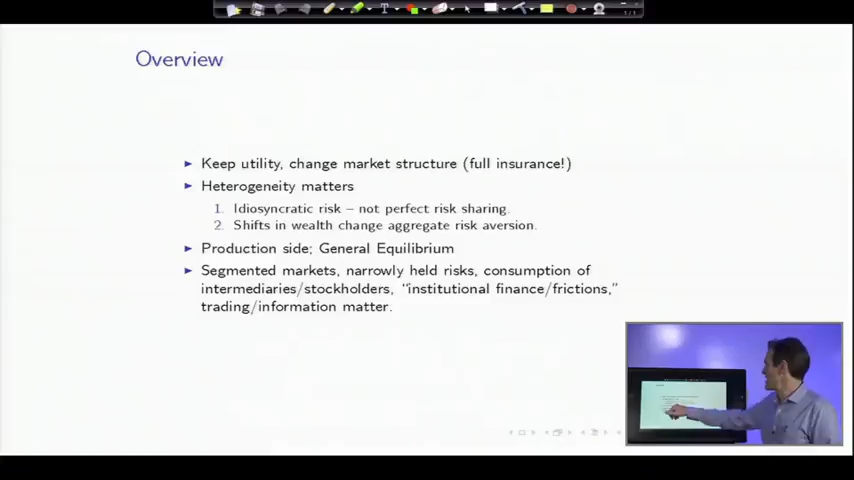 Overview
Keep utility, change market structure (full insurance!)
Heterogeneity matters
1. Idiosyncratic risk – not perfect risk sharing.
2. Shifts in wealth change aggregate risk aversion.
Production side; General Equilibrium
Segmented markets, narrowly held risks, consumption of
intermediaries/stockholders, “institutional finance/frictions,”
trading/information matter.